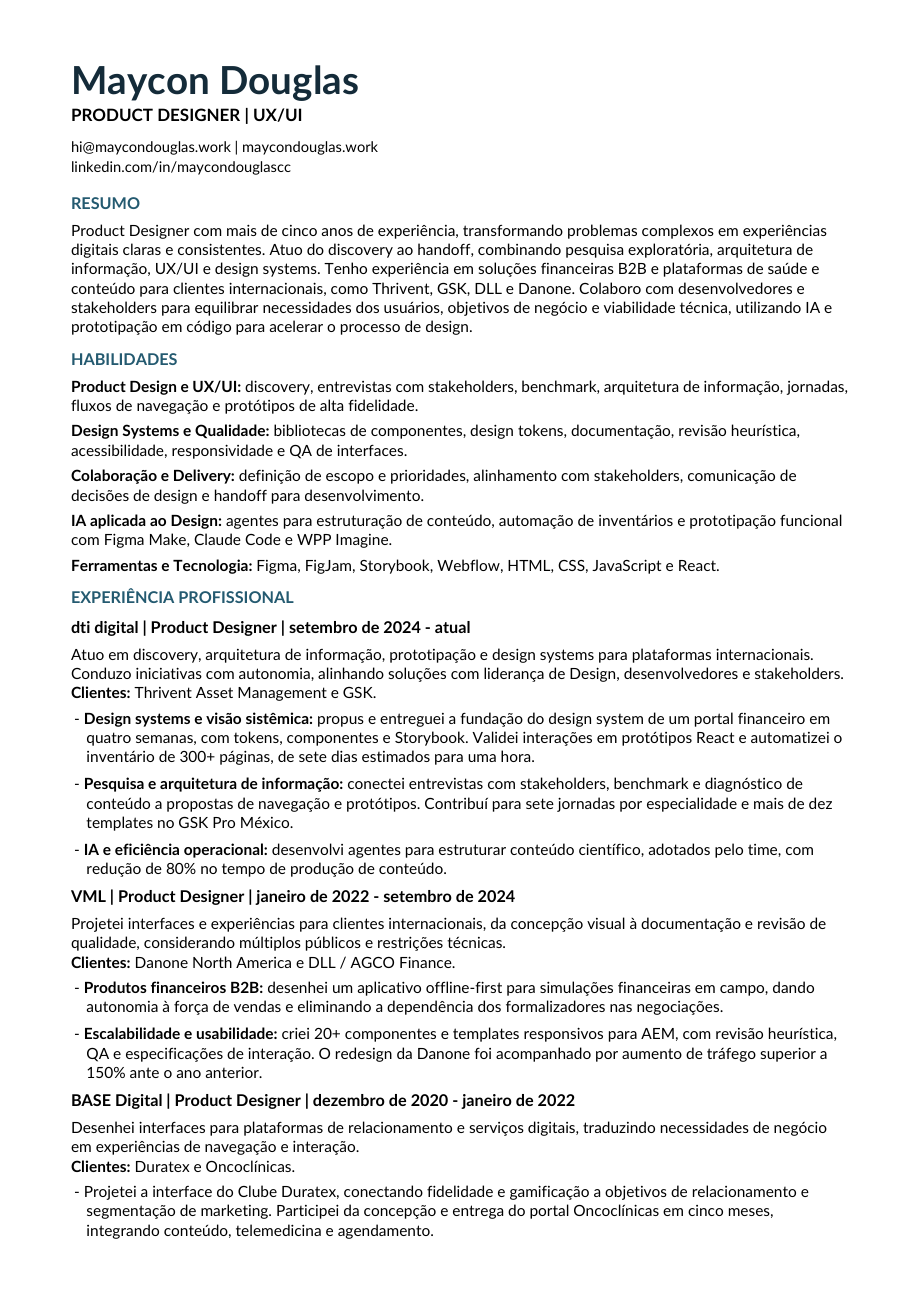 Maycon Douglas
PRODUCT DESIGNER | UX/UI
hi@maycondouglas.work | maycondouglas.work
linkedin.com/in/maycondouglascc
RESUMO
Product Designer com mais de cinco anos de experiência, transformando problemas complexos em experiências
digitais claras e consistentes. Atuo do discovery ao handoff, combinando pesquisa exploratória, arquitetura de
informação, UX/UI e design systems. Tenho experiência em soluções financeiras B2B e plataformas de saúde e
conteúdo para clientes internacionais, como Thrivent, GSK, DLL e Danone. Colaboro com desenvolvedores e
stakeholders para equilibrar necessidades dos usuários, objetivos de negócio e viabilidade técnica, utilizando IA e
prototipação em código para acelerar o processo de design.
HABILIDADES
Product Design e UX/UI: discovery, entrevistas com stakeholders, benchmark, arquitetura de informação, jornadas,
fluxos de navegação e protótipos de alta fidelidade.
Design Systems e Qualidade: bibliotecas de componentes, design tokens, documentação, revisão heurística,
acessibilidade, responsividade e QA de interfaces.
Colaboração e Delivery: definição de escopo e prioridades, alinhamento com stakeholders, comunicação de
decisões de design e handoff para desenvolvimento.
IA aplicada ao Design: agentes para estruturação de conteúdo, automação de inventários e prototipação funcional
com Figma Make, Claude Code e WPP Imagine.
Ferramentas e Tecnologia: Figma, FigJam, Storybook, Webflow, HTML, CSS, JavaScript e React.
EXPERIÊNCIA PROFISSIONAL
dti digital | Product Designer | setembro de 2024 - atual
Atuo em discovery, arquitetura de informação, prototipação e design systems para plataformas internacionais.
Conduzo iniciativas com autonomia, alinhando soluções com liderança de Design, desenvolvedores e stakeholders.
Clientes: Thrivent Asset Management e GSK.
- Design systems e visão sistêmica: propus e entreguei a fundação do design system de um portal financeiro em
quatro semanas, com tokens, componentes e Storybook. Validei interações em protótipos React e automatizei o
inventário de 300+ páginas, de sete dias estimados para uma hora.
- Pesquisa e arquitetura de informação: conectei entrevistas com stakeholders, benchmark e diagnóstico de
conteúdo a propostas de navegação e protótipos. Contribuí para sete jornadas por especialidade e mais de dez
templates no GSK Pro México.
- IA e eficiência operacional: desenvolvi agentes para estruturar conteúdo científico, adotados pelo time, com
redução de 80% no tempo de produção de conteúdo.
VML | Product Designer | janeiro de 2022 - setembro de 2024
Projetei interfaces e experiências para clientes internacionais, da concepção visual à documentação e revisão de
qualidade, considerando múltiplos públicos e restrições técnicas.
Clientes: Danone North America e DLL / AGCO Finance.
- Produtos financeiros B2B: desenhei um aplicativo offline-first para simulações financeiras em campo, dando
autonomia à força de vendas e eliminando a dependência dos formalizadores nas negociações.
- Escalabilidade e usabilidade: criei 20+ componentes e templates responsivos para AEM, com revisão heurística,
QA e especificações de interação. O redesign da Danone foi acompanhado por aumento de tráfego superior a
150% ante o ano anterior.
BASE Digital | Product Designer | dezembro de 2020 - janeiro de 2022
Desenhei interfaces para plataformas de relacionamento e serviços digitais, traduzindo necessidades de negócio
em experiências de navegação e interação.
Clientes: Duratex e Oncoclínicas.
- Projetei a interface do Clube Duratex, conectando fidelidade e gamificação a objetivos de relacionamento e
segmentação de marketing. Participei da concepção e entrega do portal Oncoclínicas em cinco meses,
integrando conteúdo, telemedicina e agendamento.